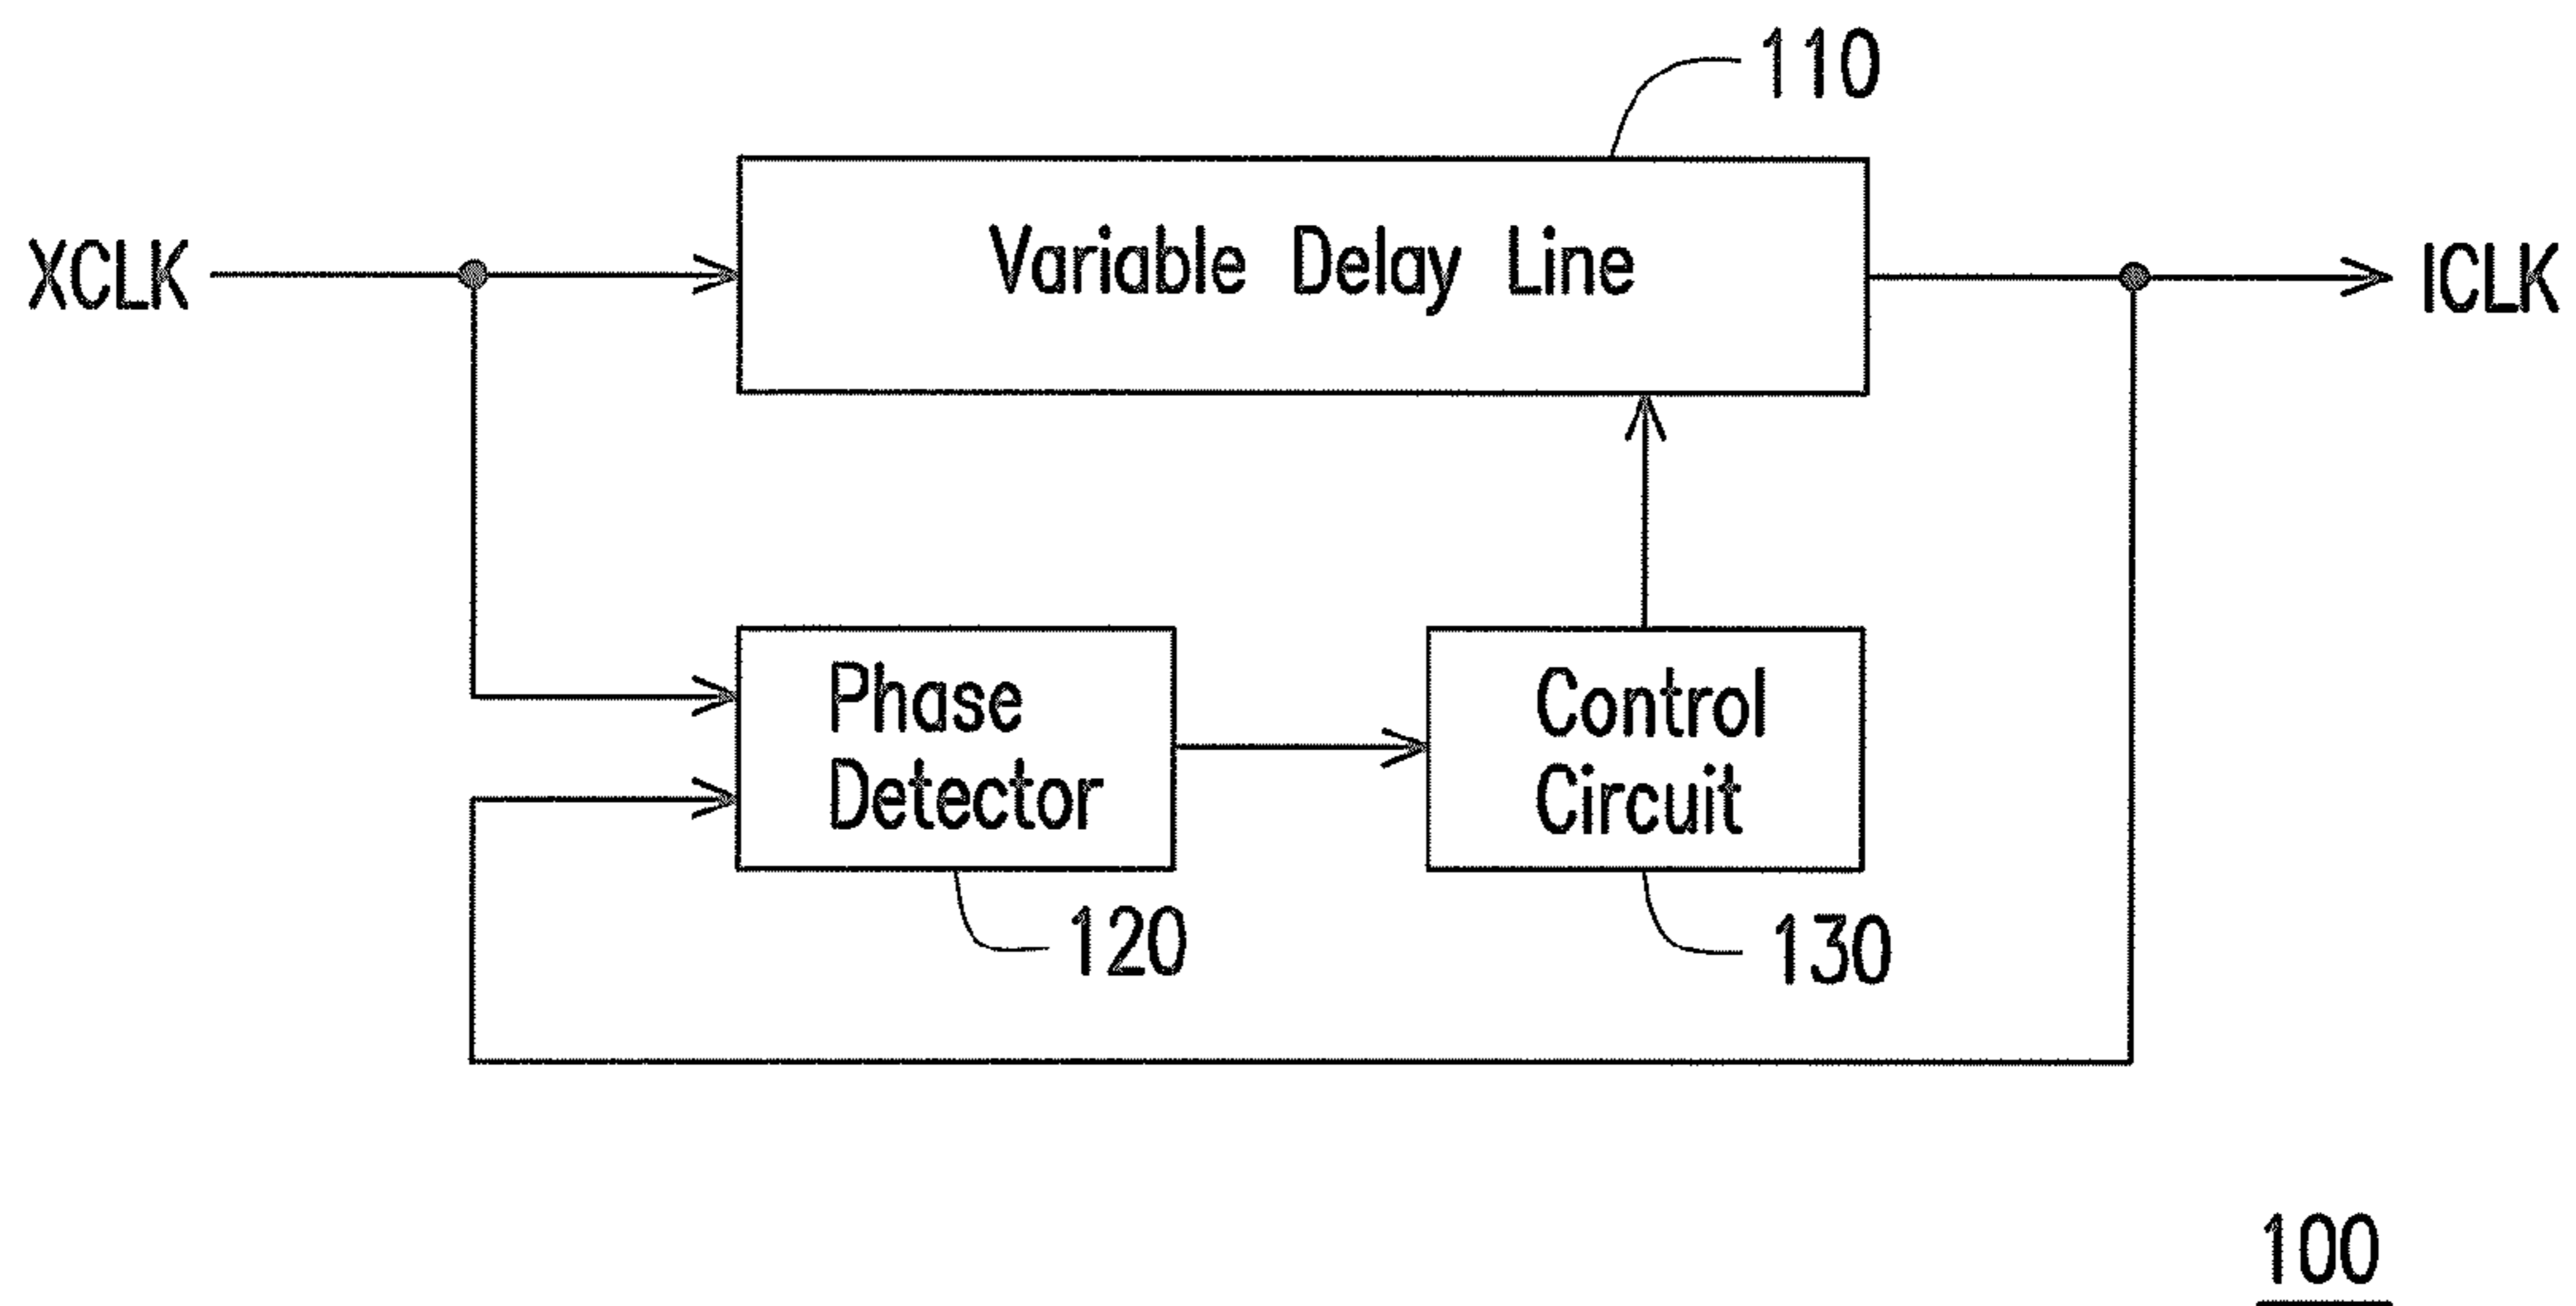 110
XCLK
Variable Delay Line
ICLK
Phase
Detector
Control
Circuit
120
130
100